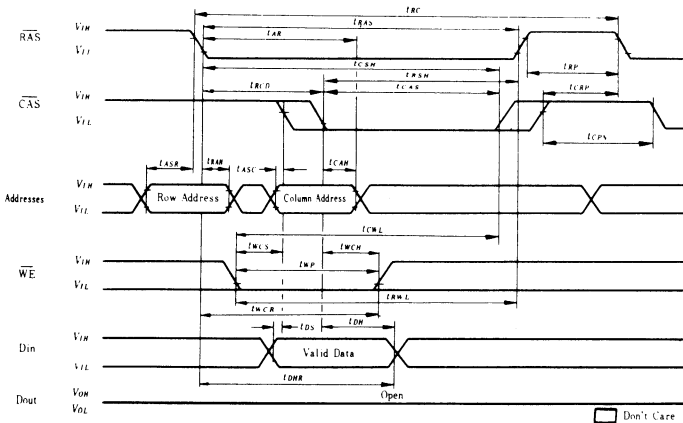 tRC
tRAS
tAR
RAS
VIH
VIL
tCSH
tRSH
tRP
tRCD
tCAS
tCRP
CAS
VIH
VIL
tCPN
tASR
tRAH
tASC
tCAH
Addresses
VIH
VIL
Row Address
Column Address
tCWL
tWCS
tWCH
WE
VIH
VIL
tWP
tRWL
tWCR
tDS
tDH
Din
VIH
VIL
Valid Data
tDHR
Dout
VOH
VOL
Open
Don't Care